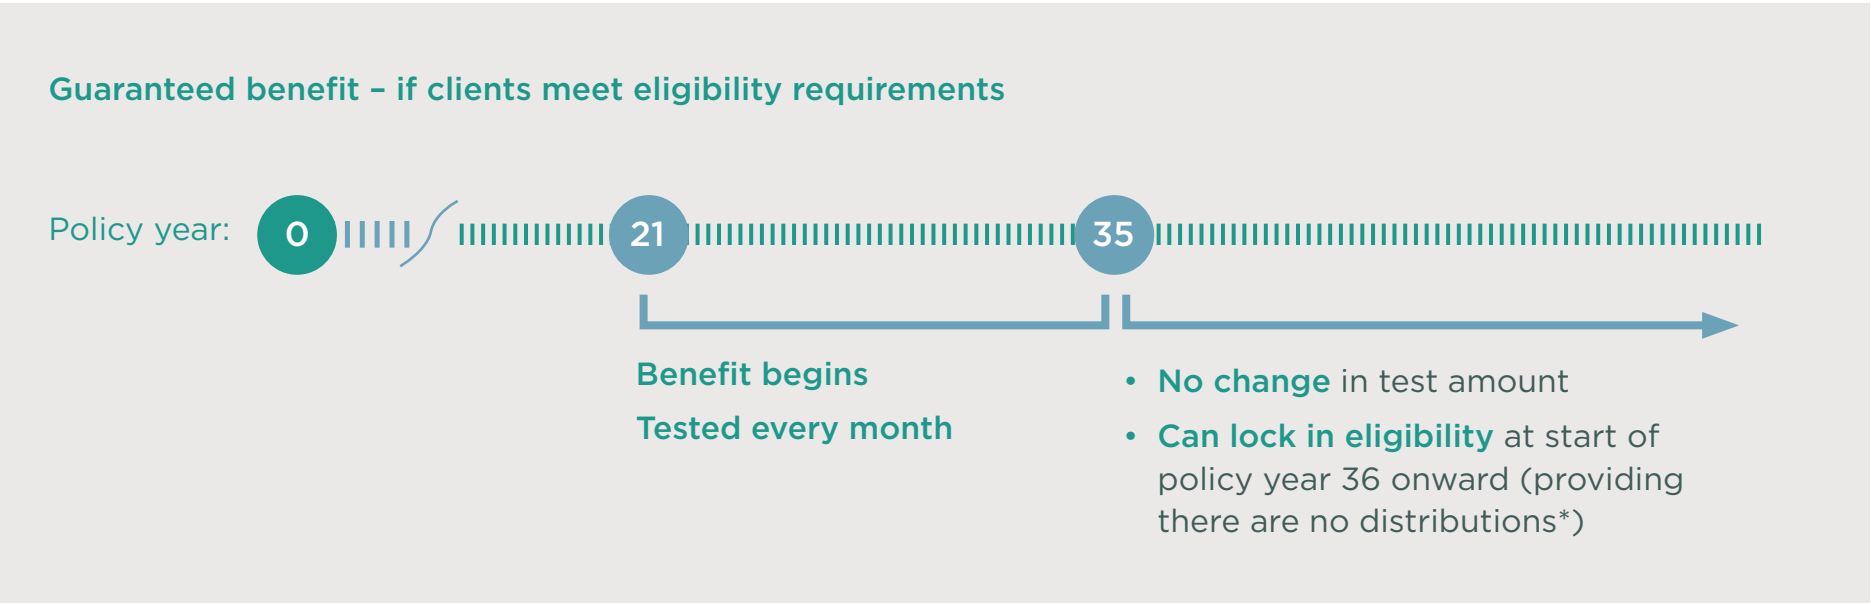 Guaranteed benefit – if clients meet eligibility requirements
Policy year:
0
21
35
Benefit begins
Tested every month
• No change in test amount
• Can lock in eligibility at start of
policy year 36 onward (providing
there are no distributions*)